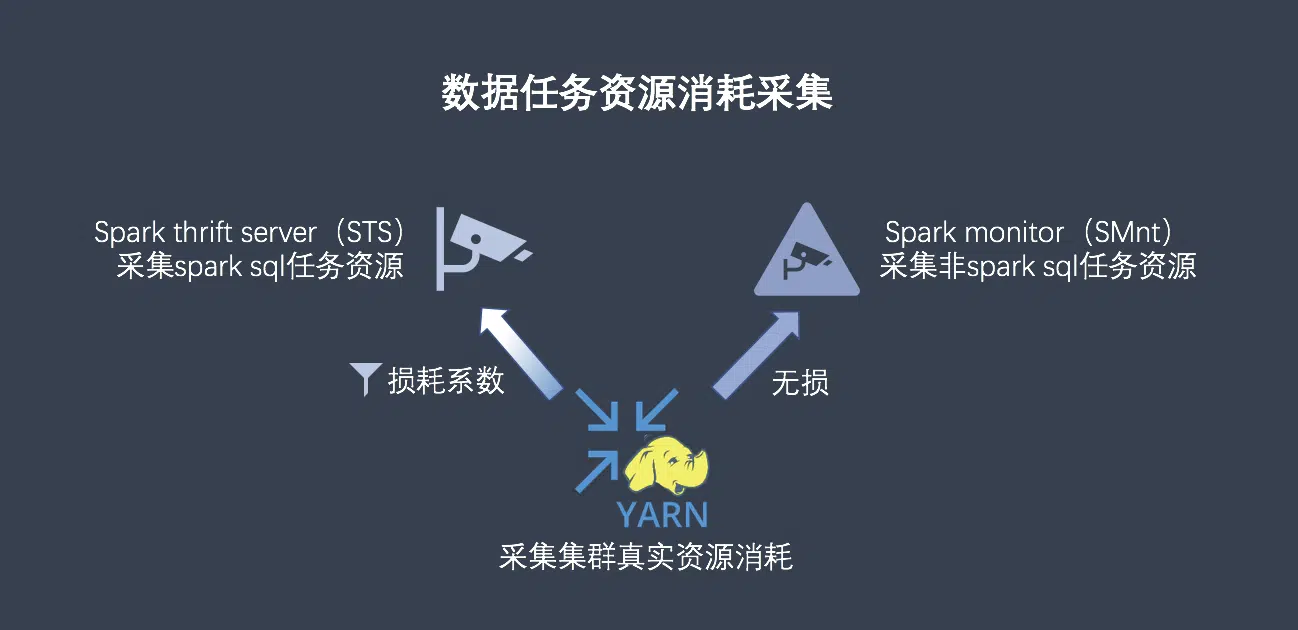 数据任务资源消耗采集
Spark thrift server（STS）
采集spark sql任务资源
Spark monitor（SMnt）
采集非spark sql任务资源
损耗系数
无损
YARN
采集集群真实资源消耗